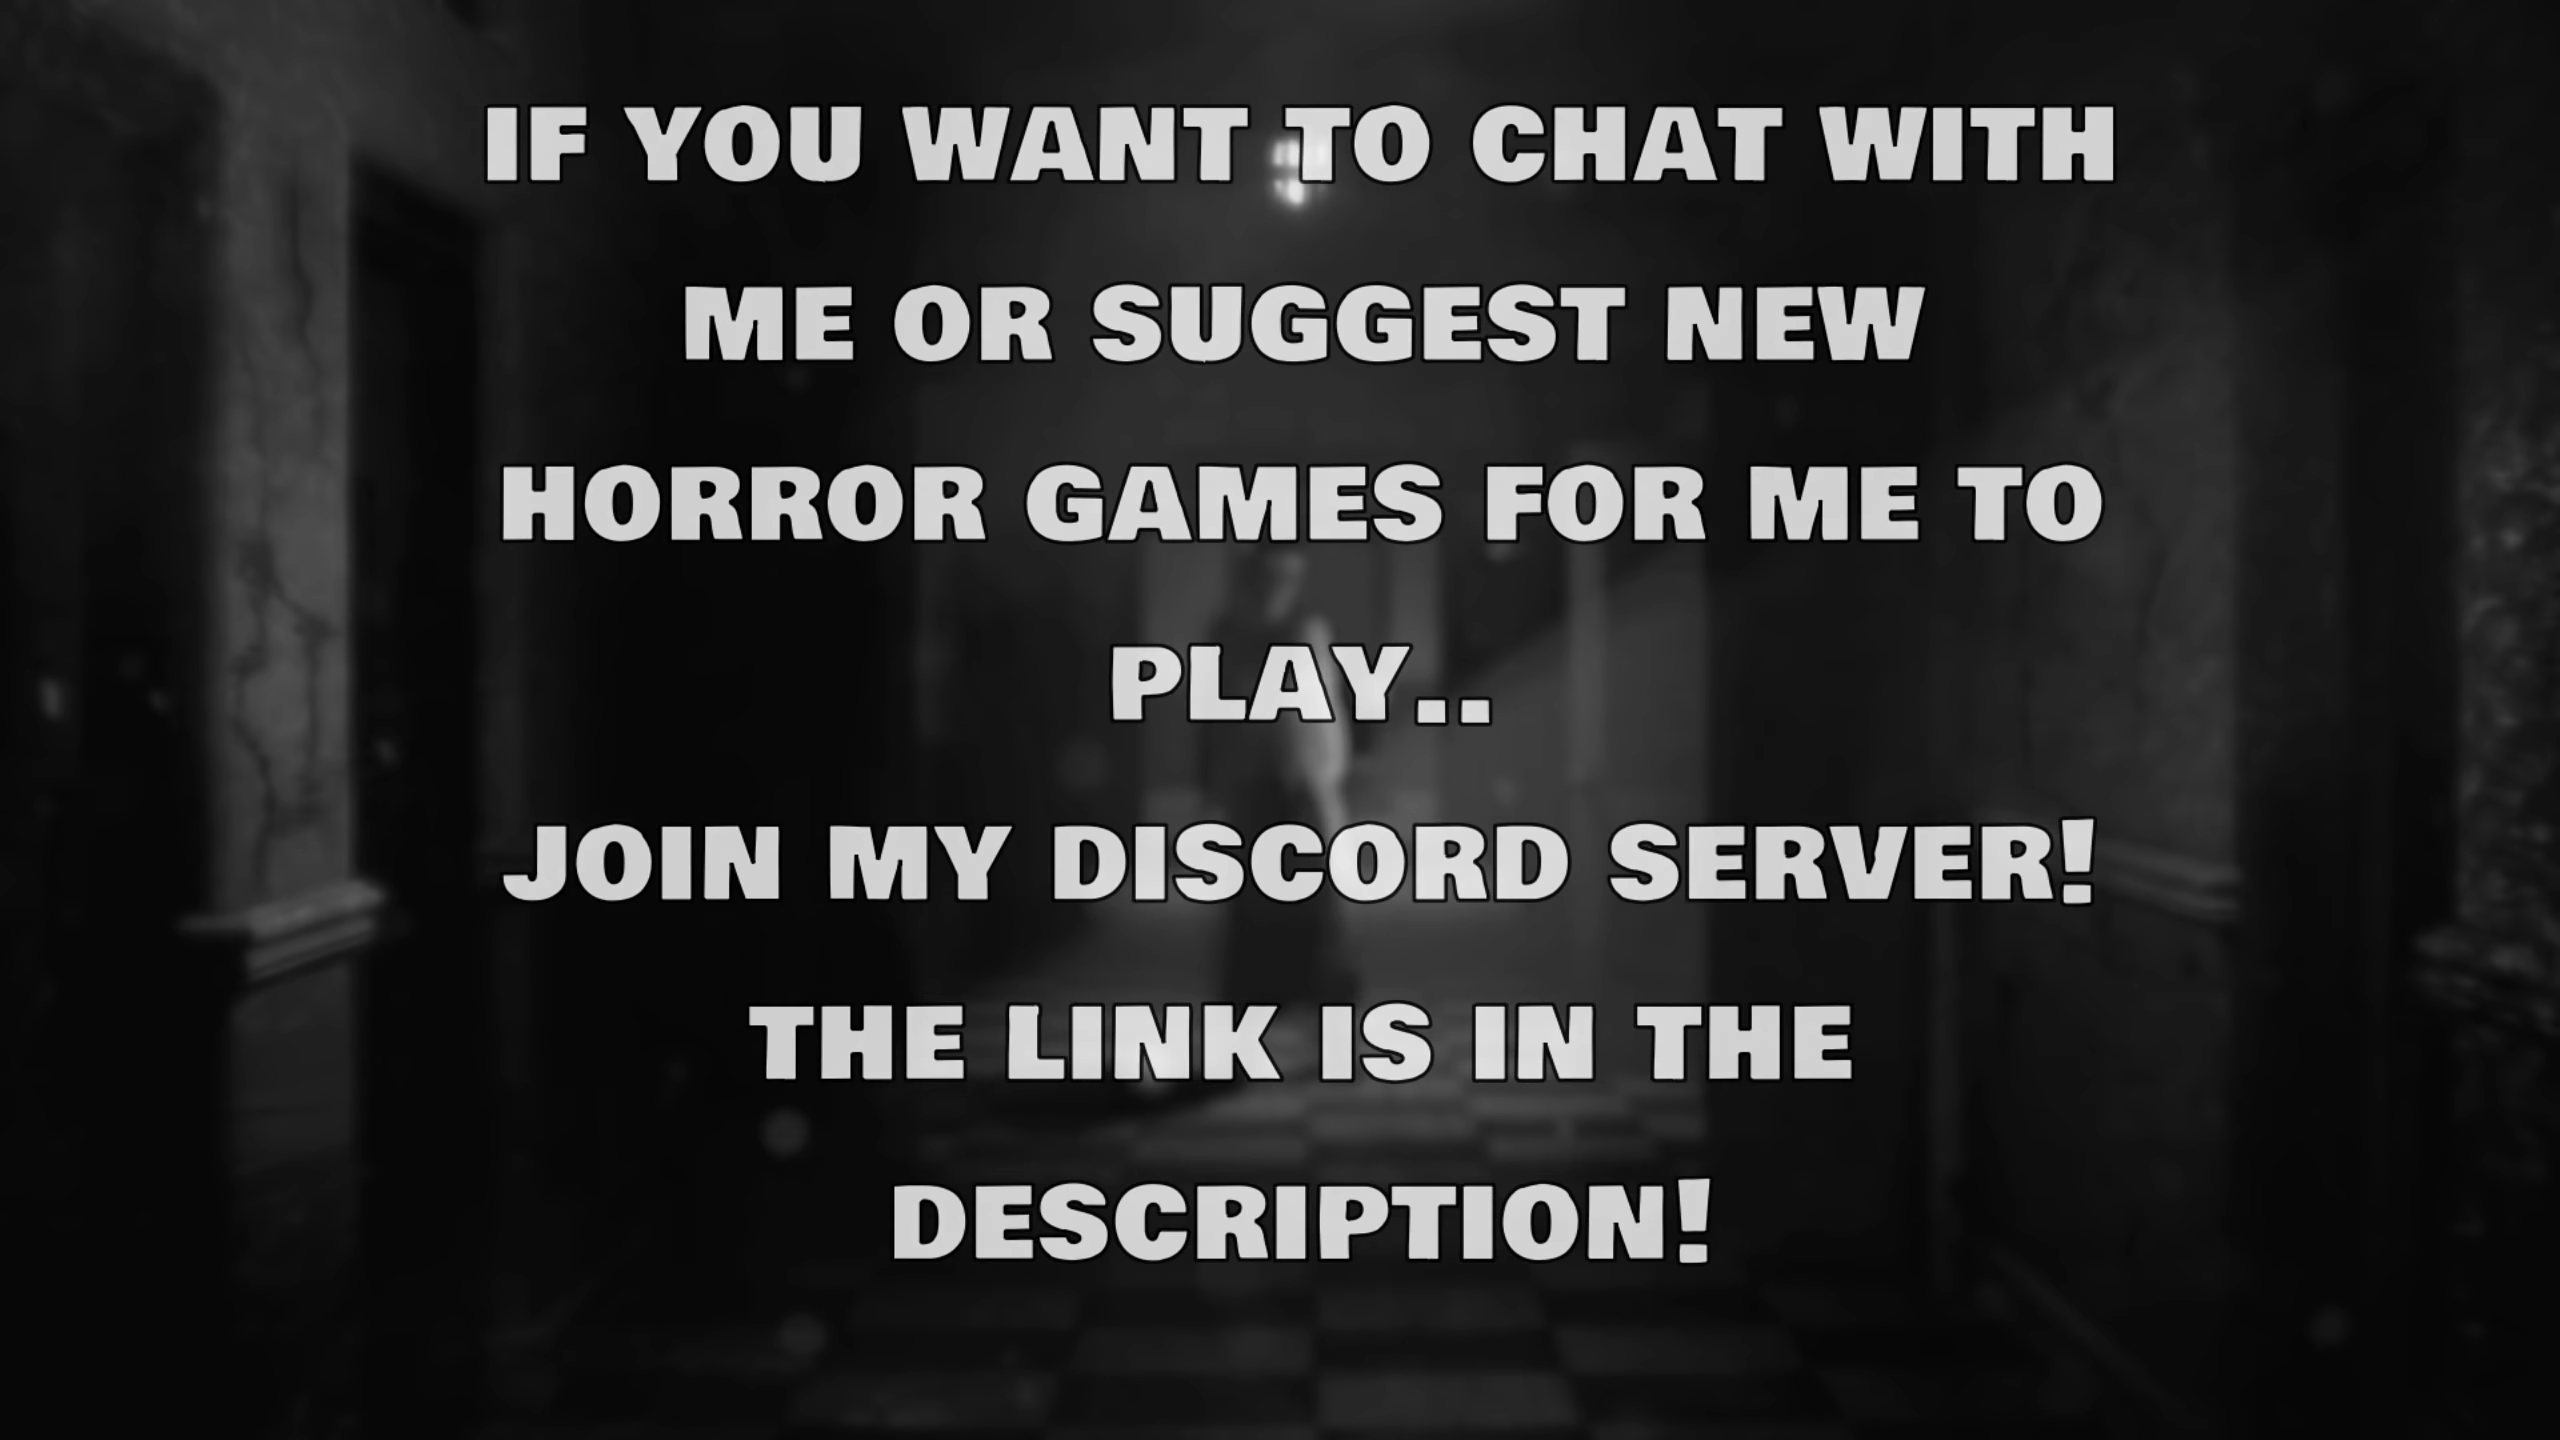 IF YOU WANT TO CHAT WITH
ME OR SUGGEST NEW
HORROR GAMES FOR ME TO
PLAY..
JOIN MY DISCORD SERVER!
THE LINK IS IN THE
DESCRIPTION!